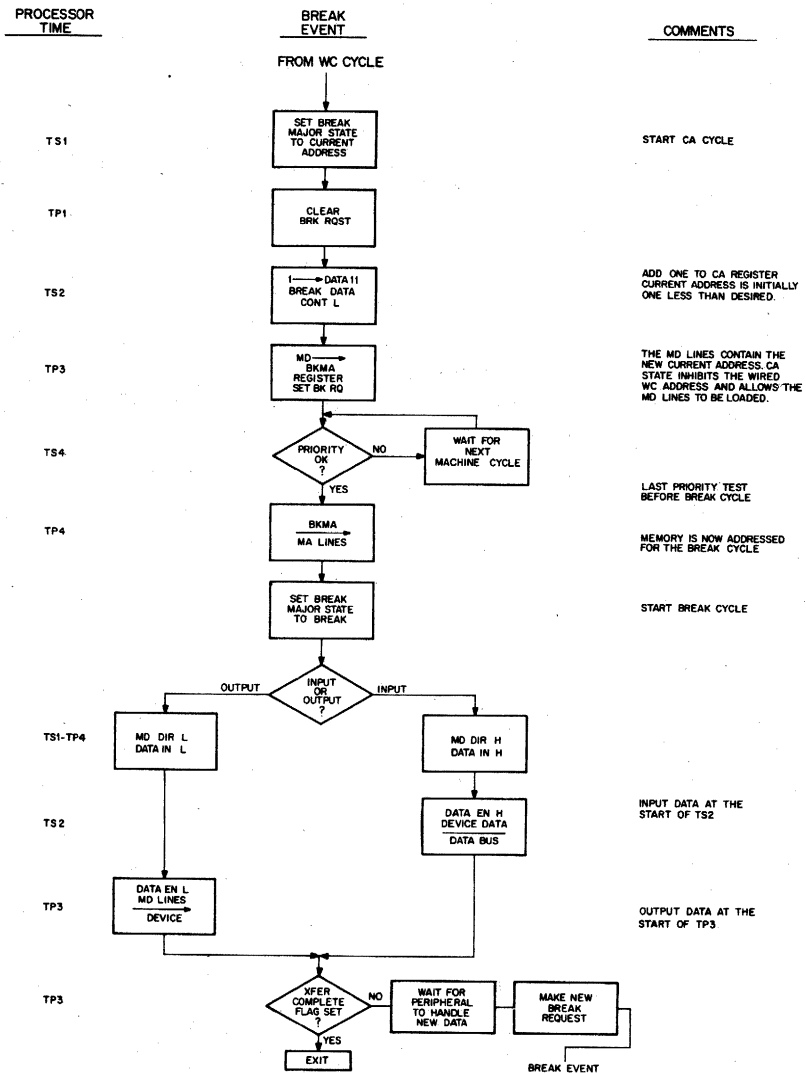 PROCESSOR
TIME
BREAK
EVENT
COMMENTS
FROM WC CYCLE
TS1
SET BREAK
MAJOR STATE
TO CURRENT
ADDRESS
START CA CYCLE
TP1
CLEAR
BRK RQST
TS2
1 → DATA 11
BREAK DATA
CONT L
ADD ONE TO CA REGISTER
CURRENT ADDRESS IS INITIALLY
ONE LESS THAN DESIRED.
TP3
MD →
BKMA
REGISTER
SET BK RQ
THE MD LINES CONTAIN THE
NEW CURRENT ADDRESS. CA
STATE INHIBITS THE WIRED
WC ADDRESS AND ALLOWS THE
MD LINES TO BE LOADED.
TS4
PRIORITY
OK
?
NO
WAIT FOR
NEXT
MACHINE CYCLE
YES
LAST PRIORITY TEST
BEFORE BREAK CYCLE
TP4
BKMA
MA LINES
MEMORY IS NOW ADDRESSED
FOR THE BREAK CYCLE
SET BREAK
MAJOR STATE
TO BREAK
START BREAK CYCLE
OUTPUT
INPUT
OR
OUTPUT
?
INPUT
TS1-TP4
MD DIR L
DATA IN L
MD DIR H
DATA IN H
TS2
DATA EN H
DEVICE DATA
DATA BUS
INPUT DATA AT THE
START OF TS2
TP3
DATA EN L
MD LINES
DEVICE
OUTPUT DATA AT THE
START OF TP3
TP3
XFER
COMPLETE
FLAG SET
?
NO
WAIT FOR
PERIPHERAL
TO HANDLE
NEW DATA
MAKE NEW
BREAK
REQUEST
YES
EXIT
BREAK EVENT